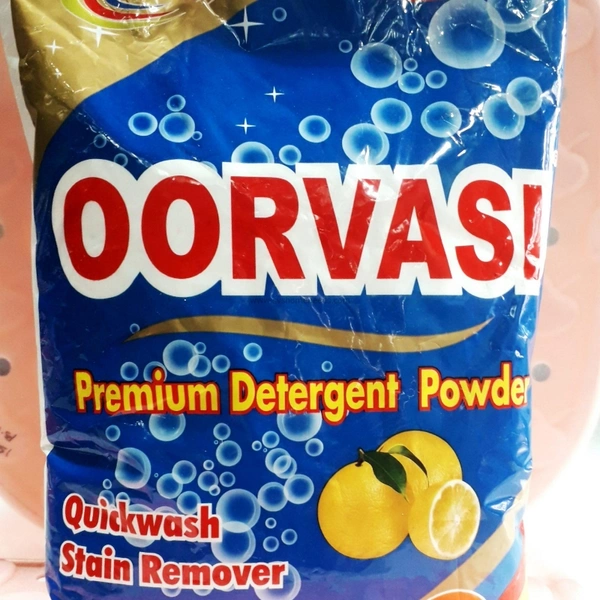 OORVASI
Premium Detergent Powder
Quickwash
Stain Remover